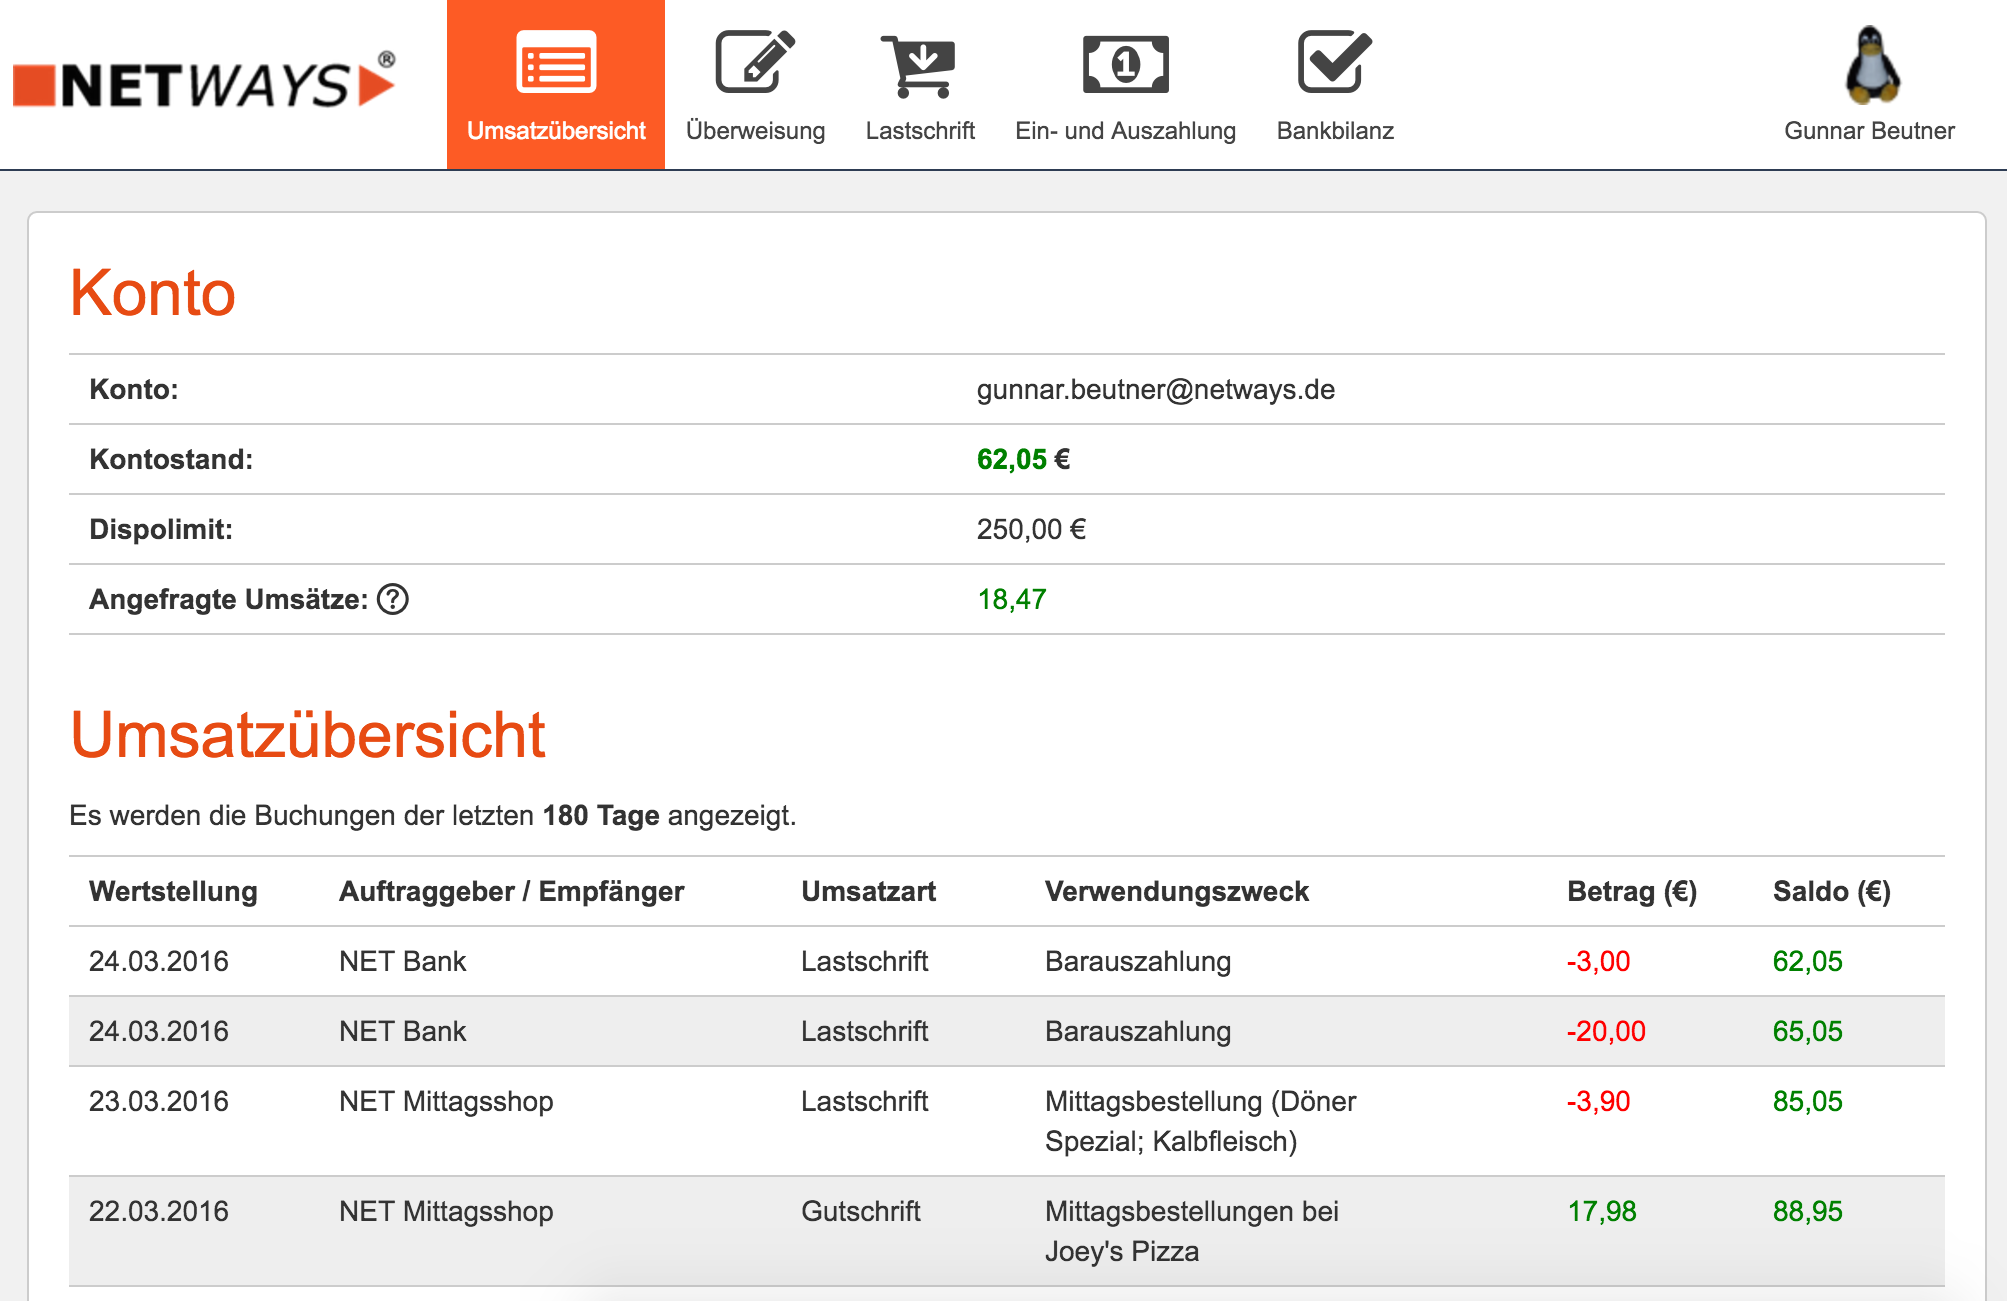 NETWAYS®
Umsatzübersicht
Überweisung
Lastschrift
1
Ein- und Auszahlung
Bankbilanz
Gunnar Beutner
Konto
Konto: gunnar.beutner@netways.de
Kontostand: 62,05 €
Dispolimit: 250,00 €
Angefragte Umsätze: ? 18,47
Umsatzübersicht
Es werden die Buchungen der letzten 180 Tage angezeigt.
Wertstellung Auftraggeber / Empfänger Umsatzart Verwendungszweck Betrag (€) Saldo (€)
24.03.2016 NET Bank Lastschrift Barauszahlung -3,00 62,05
24.03.2016 NET Bank Lastschrift Barauszahlung -20,00 65,05
23.03.2016 NET Mittagsshop Lastschrift Mittagsbestellung (Döner -3,90 85,05
Spezial; Kalbfleisch)
22.03.2016 NET Mittagsshop Gutschrift Mittagsbestellungen bei 17,98 88,95
Joey's Pizza